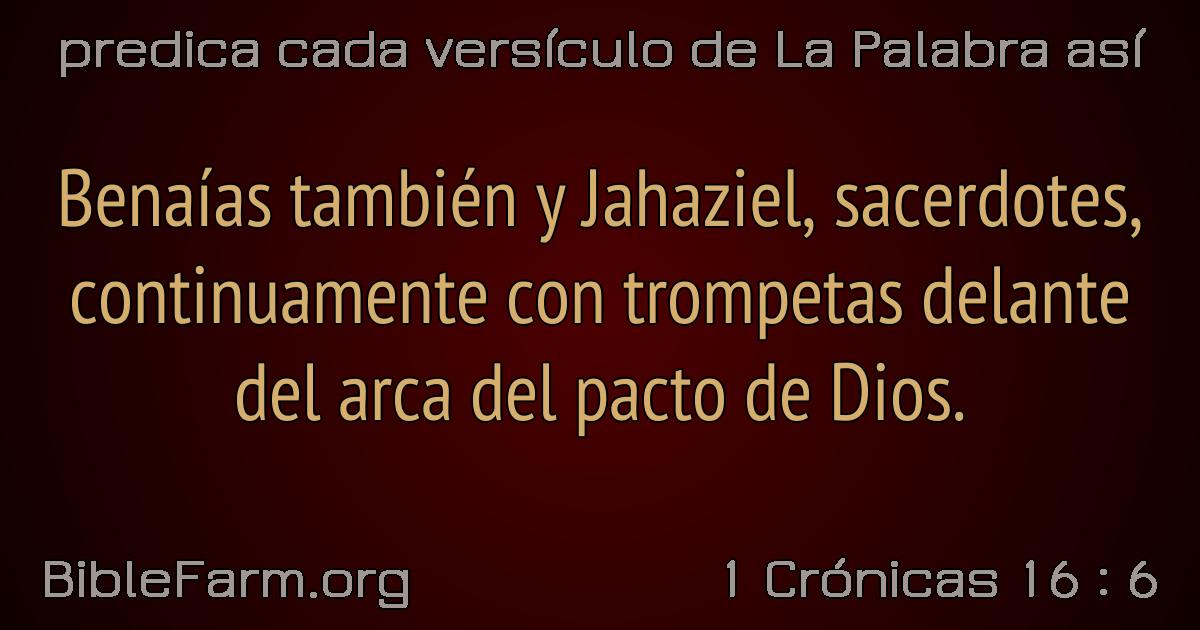 predica cada versículo de La Palabra así
Benaías también y Jahaziel, sacerdotes,
continuamente con trompetas delante
del arca del pacto de Dios.
BibleFarm.org
1 Crónicas 16 : 6